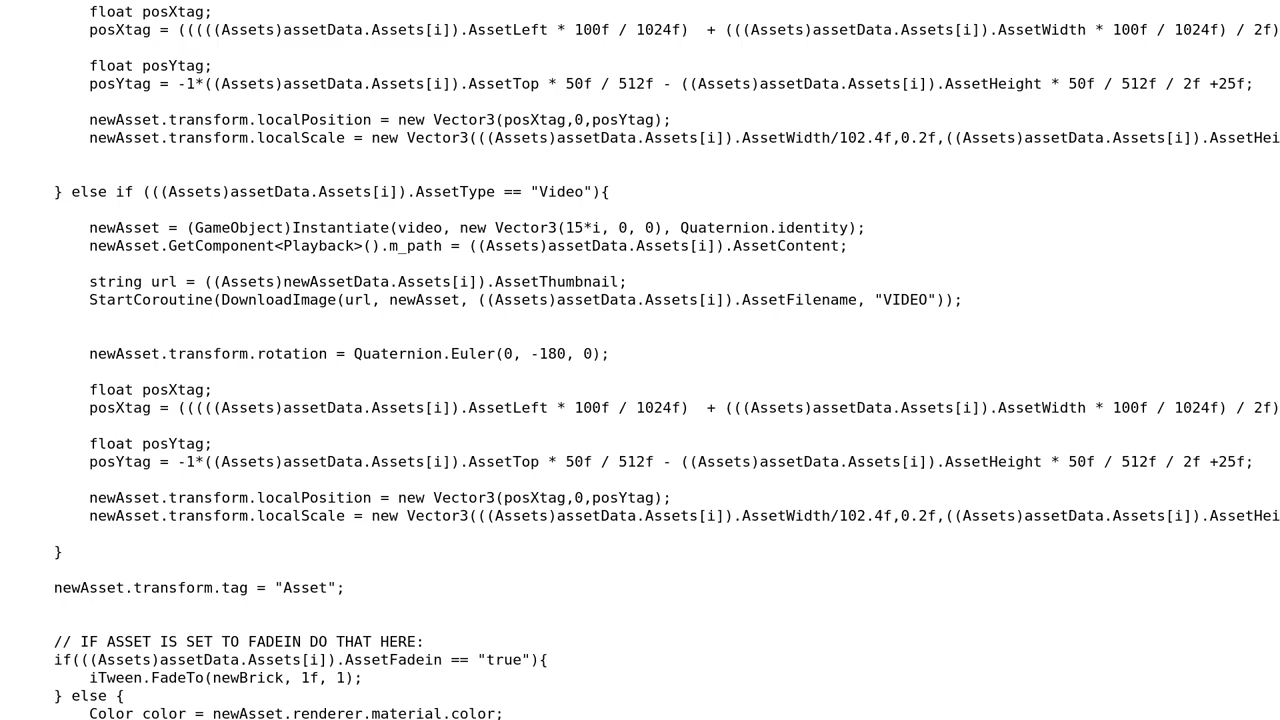 float posXtag;
posXtag = (((((Assets)assetData.Assets[i]).AssetLeft * 100f / 1024f)  + (((Assets)assetData.Assets[i]).AssetWidth * 100f / 1024f) / 2f)
float posYtag;
posYtag = -1*((Assets)assetData.Assets[i]).AssetTop * 50f / 512f - ((Assets)assetData.Assets[i]).AssetHeight * 50f / 512f / 2f +25f;
newAsset.transform.localPosition = new Vector3(posXtag,0,posYtag);
newAsset.transform.localScale = new Vector3(((Assets)assetData.Assets[i]).AssetWidth/102.4f,0.2f,((Assets)assetData.Assets[i]).AssetHei
} else if (((Assets)assetData.Assets[i]).AssetType == "Video"){
newAsset = (GameObject)Instantiate(video, new Vector3(15*i, 0, 0), Quaternion.identity);
newAsset.GetComponent<Playback>().m_path = ((Assets)assetData.Assets[i]).AssetContent;
string url = ((Assets)newAssetData.Assets[i]).AssetThumbnail;
StartCoroutine(DownloadImage(url, newAsset, ((Assets)assetData.Assets[i]).AssetFilename, "VIDEO"));
newAsset.transform.rotation = Quaternion.Euler(0, -180, 0);
float posXtag;
posXtag = (((((Assets)assetData.Assets[i]).AssetLeft * 100f / 1024f)  + (((Assets)assetData.Assets[i]).AssetWidth * 100f / 1024f) / 2f)
float posYtag;
posYtag = -1*((Assets)assetData.Assets[i]).AssetTop * 50f / 512f - ((Assets)assetData.Assets[i]).AssetHeight * 50f / 512f / 2f +25f;
newAsset.transform.localPosition = new Vector3(posXtag,0,posYtag);
newAsset.transform.localScale = new Vector3(((Assets)assetData.Assets[i]).AssetWidth/102.4f,0.2f,((Assets)assetData.Assets[i]).AssetHei
}
newAsset.transform.tag = "Asset";
// IF ASSET IS SET TO FADEIN DO THAT HERE:
if(((Assets)assetData.Assets[i]).AssetFadein == "true"){
iTween.FadeTo(newBrick, 1f, 1);
} else {
Color color = newAsset.renderer.material.color;